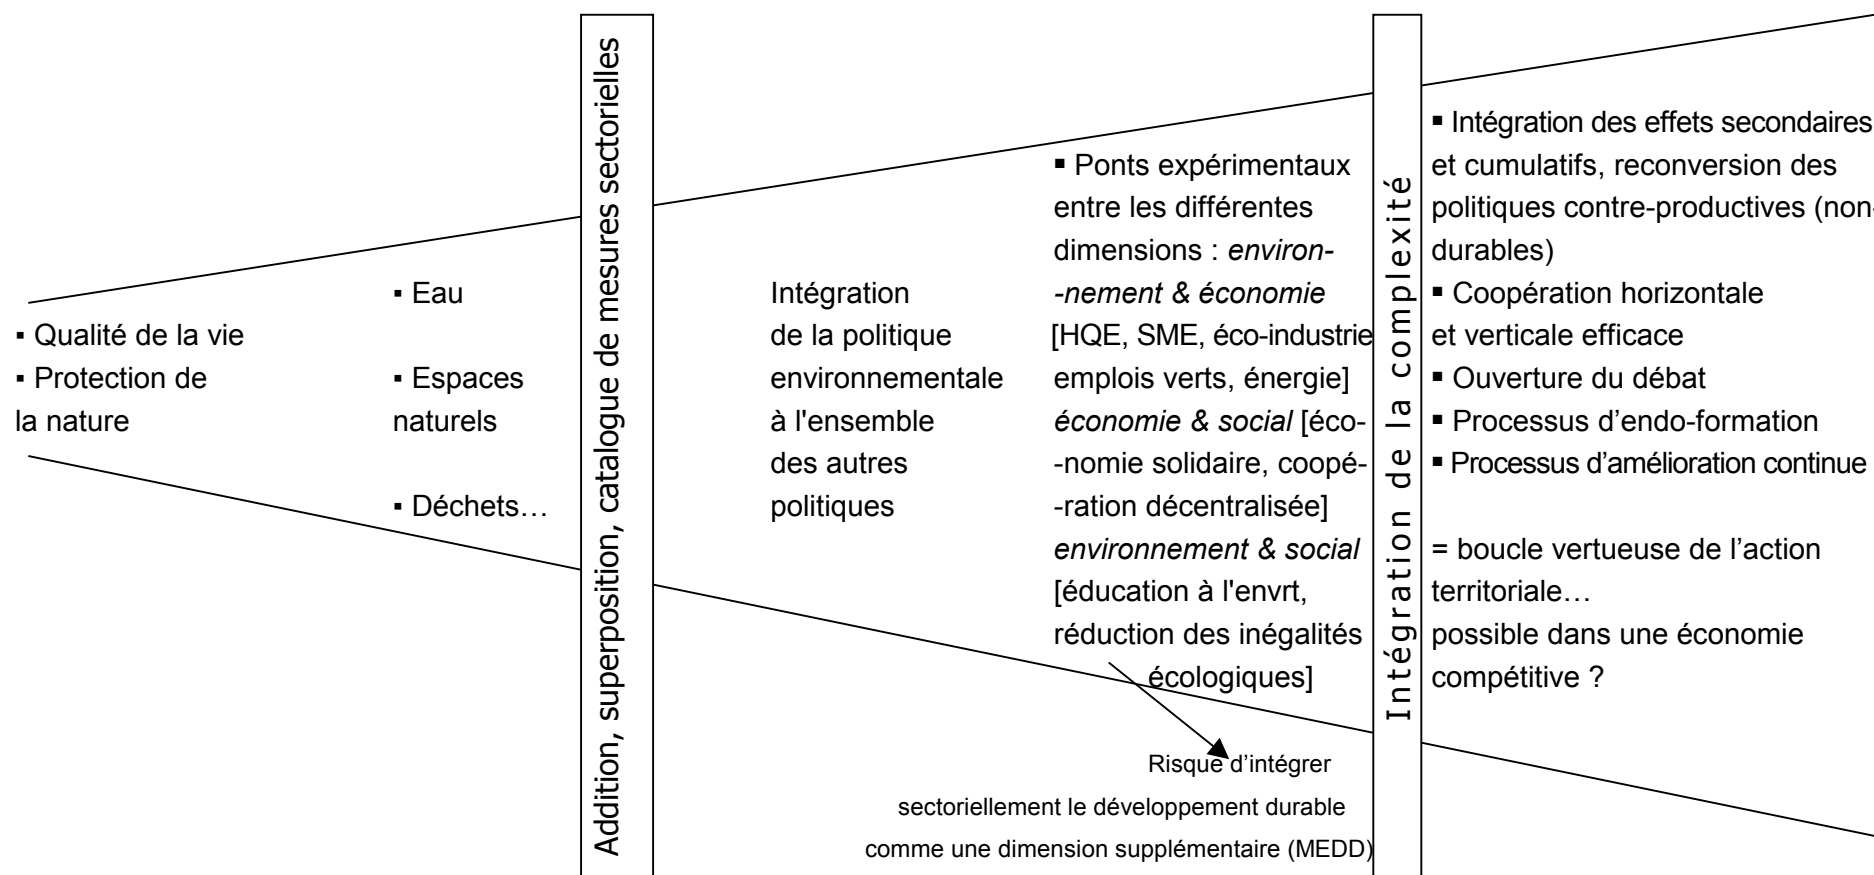 ▪ Qualité de la vie
▪ Protection de
la nature
▪ Eau
▪ Espaces
naturels
▪ Déchets…
Addition, superposition, catalogue de mesures sectorielles
Intégration
de la politique
environnementale
à l'ensemble
des autres
politiques
▪ Ponts expérimentaux
entre les différentes
dimensions : environ-
-nement & économie
[HQE, SME, éco-industrie
emplois verts, énergie]
économie & social [éco-
-nomie solidaire, coopé-
-ration décentralisée]
environnement & social
[éducation à l'envrt,
réduction des inégalités
écologiques]
Risque d’intégrer
sectoriellement le développement durable
comme une dimension supplémentaire (MEDD)
Intégration de la complexité
▪ Intégration des effets secondaires
et cumulatifs, reconversion des
politiques contre-productives (non-
durables)
▪ Coopération horizontale
et verticale efficace
▪ Ouverture du débat
▪ Processus d’endo-formation
▪ Processus d’amélioration continue
= boucle vertueuse de l’action
territoriale…
possible dans une économie
compétitive ?